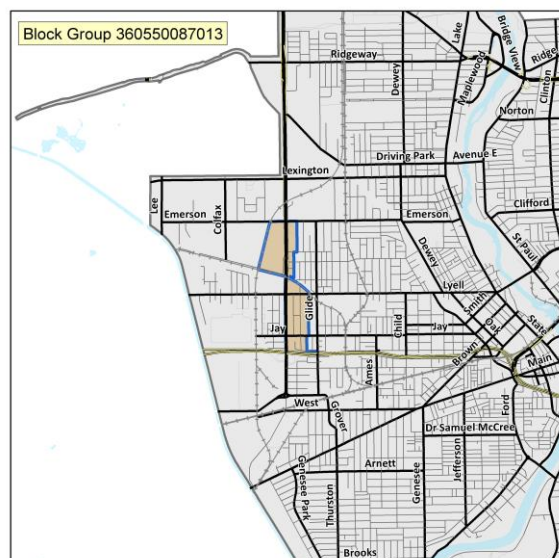 Block Group 360550087013
Ridgeway
Dewey
Lake
Maplewood
Bridge View
Ridge
Clinton
Norton
Driving Park
Avenue E
Lexington
Lee
Colfax
Emerson
Emerson
Clifford
St Paul
Dewey
Lyell
Smith
Glide
Child
Jay
Jay
Oak
State
Brown
Main
Ames
West
Grover
Ford
Dr Samuel McCree
Jefferson
Arnett
Genesee
Genesee Park
Thurston
Brooks